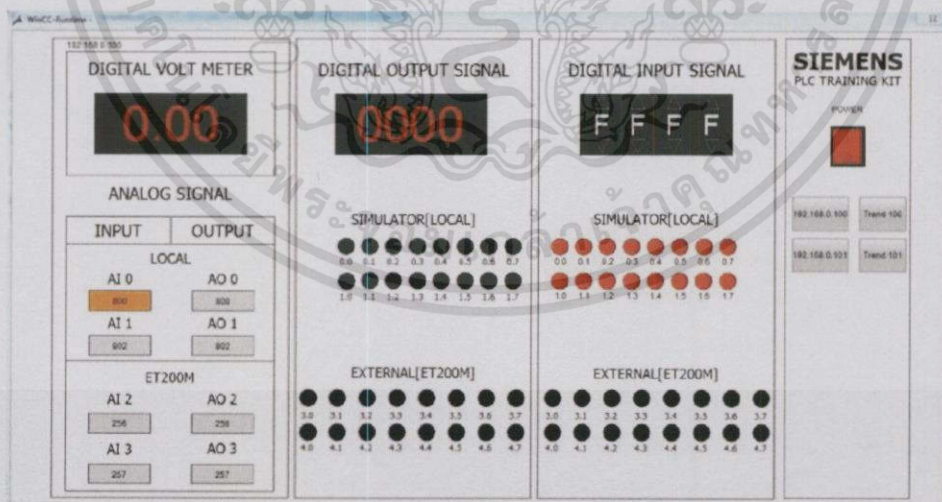 WinCC-Runtime
192.168.0.100
DIGITAL VOLT METER
0.00
ANALOG SIGNAL
INPUT OUTPUT
LOCAL
AI 0 AO 0
800 800
AI 1 AO 1
802 802
ET200M
AI 2 AO 2
256 256
AI 3 AO 3
257 257
DIGITAL OUTPUT SIGNAL
0000
SIMULATOR[LOCAL]
0.0 0.1 0.2 0.3 0.4 0.5 0.6 0.7
1.0 1.1 1.2 1.3 1.4 1.5 1.6 1.7
EXTERNAL[ET200M]
3.0 3.1 3.2 3.3 3.4 3.5 3.6 3.7
4.0 4.1 4.2 4.3 4.4 4.5 4.6 4.7
DIGITAL INPUT SIGNAL
F F F F
SIMULATOR[LOCAL]
0.0 0.1 0.2 0.3 0.4 0.5 0.6 0.7
1.0 1.1 1.2 1.3 1.4 1.5 1.6 1.7
EXTERNAL[ET200M]
3.0 3.1 3.2 3.3 3.4 3.5 3.6 3.7
4.0 4.1 4.2 4.3 4.4 4.5 4.6 4.7
SIEMENS
PLC TRAINING KIT
POWER
192.168.0.100 Trend 100
192.168.0.101 Trend 101